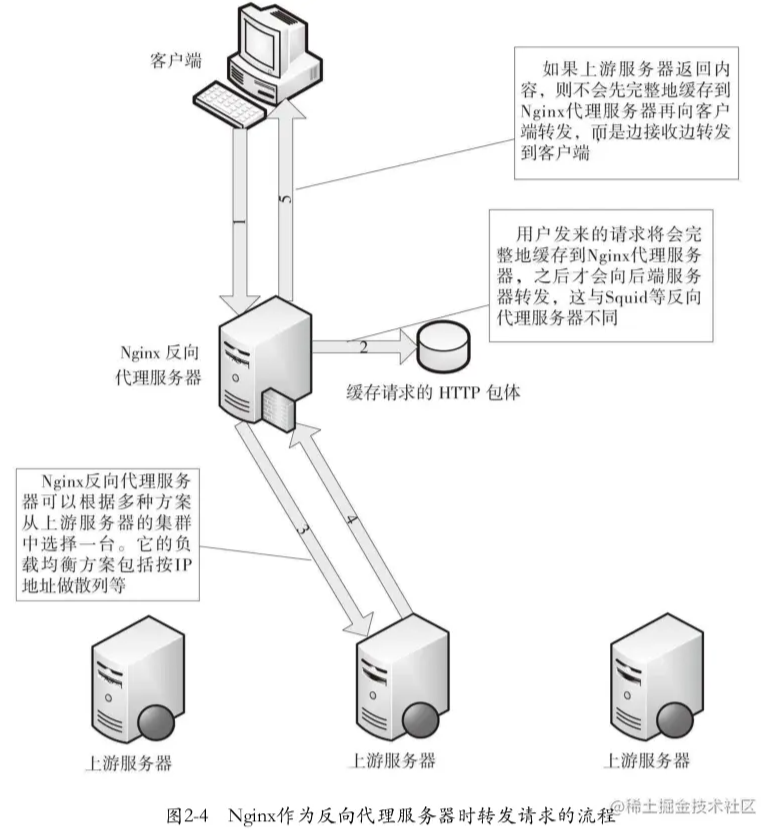 客户端
如果上游服务器返回内
容，则不会先完整地缓存到
Nginx代理服务器再向客户
端转发，而是边接收边转发
到客户端
1
5
用户发来的请求将会完
整地缓存到Nginx代理服务
器，之后才会向后端服务
器转发，这与Squid等反向
代理服务器不同
Nginx 反向
代理服务器
2
缓存请求的 HTTP 包体
Nginx反向代理服务
器可以根据多种方案
从上游服务器的集群
中选择一台。它的负
载均衡方案包括按IP
地址做散列等
3
4
上游服务器
上游服务器
上游服务器
图2-4 Nginx作为反向代理服务器时转发请求的流程
@稀土掘金技术社区